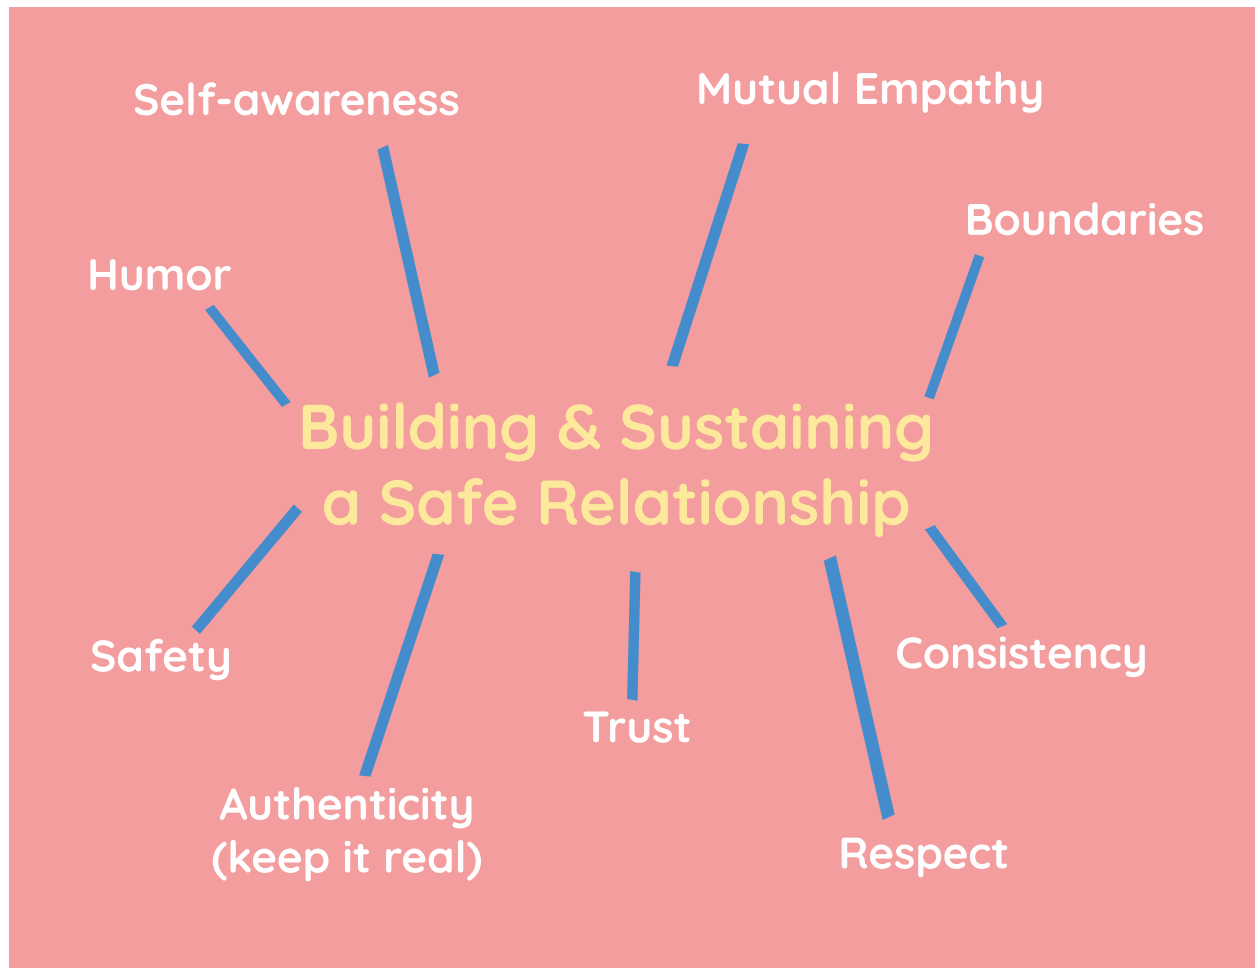 Self-awareness
Mutual Empathy
Boundaries
Humor
Building & Sustaining
a Safe Relationship
Safety
Consistency
Trust
Authenticity
(keep it real)
Respect